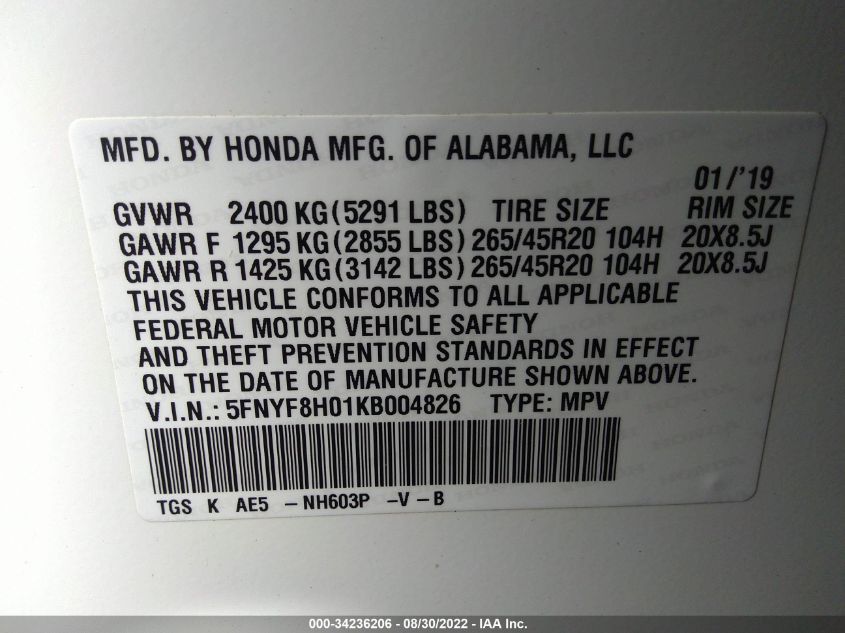 MFD. BY HONDA MFG. OF ALABAMA, LLC
01/'19
GVWR 2400 KG(5291 LBS) TIRE SIZE RIM SIZE
GAWR F 1295 KG(2855 LBS) 265/45R20 104H 20X8.5J
GAWR R 1425 KG(3142 LBS) 265/45R20 104H 20X8.5J
THIS VEHICLE CONFORMS TO ALL APPLICABLE
FEDERAL MOTOR VEHICLE SAFETY
AND THEFT PREVENTION STANDARDS IN EFFECT
ON THE DATE OF MANUFACTURE SHOWN ABOVE.
V.I.N.: 5FNYF8H01KB004826 TYPE: MPV
TGS K AE5 -NH603P -V-B
000-34236206 - 08/30/2022 - IAA Inc.